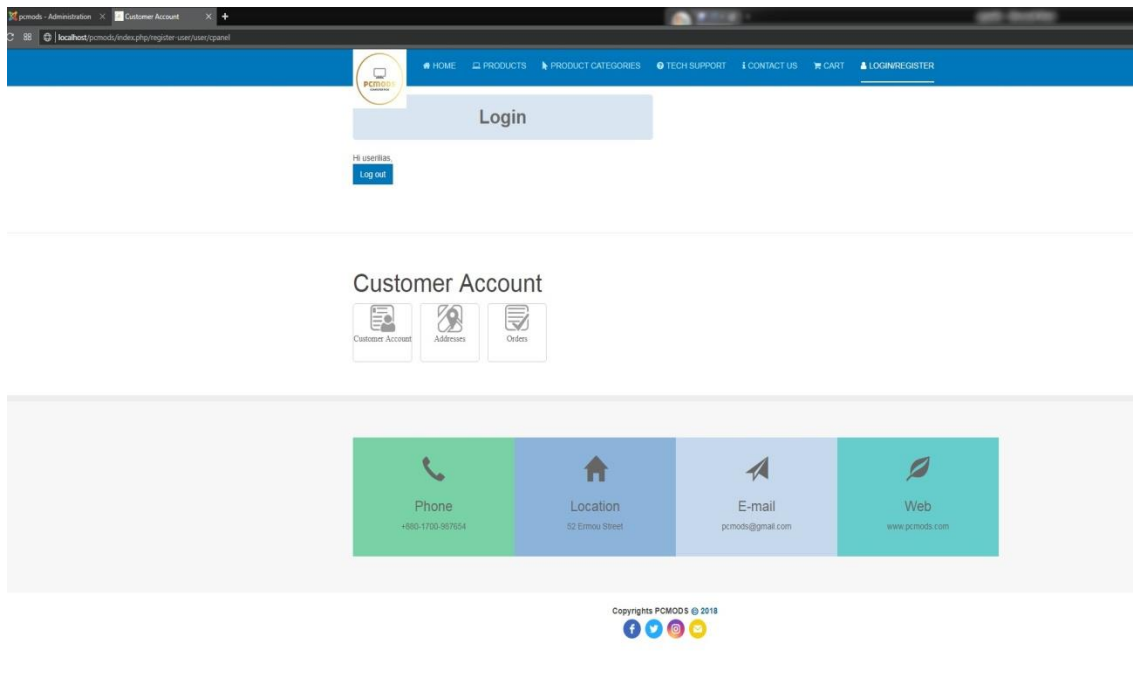 pcmods - Administration
Customer Account
localhost/pcmods/index.php/register-user/user/cpanel
PCMODS
HOME PRODUCTS PRODUCT CATEGORIES TECH SUPPORT CONTACT US CART LOGIN/REGISTER
Login
Hi userilias,
Log out
Customer Account
Customer Account Addresses Orders
Phone Location E-mail Web
+880-1700-987654 52 Ermou Street pcmods@gmail.com www.pcmods.com
Copyrights PCMODS @ 2018